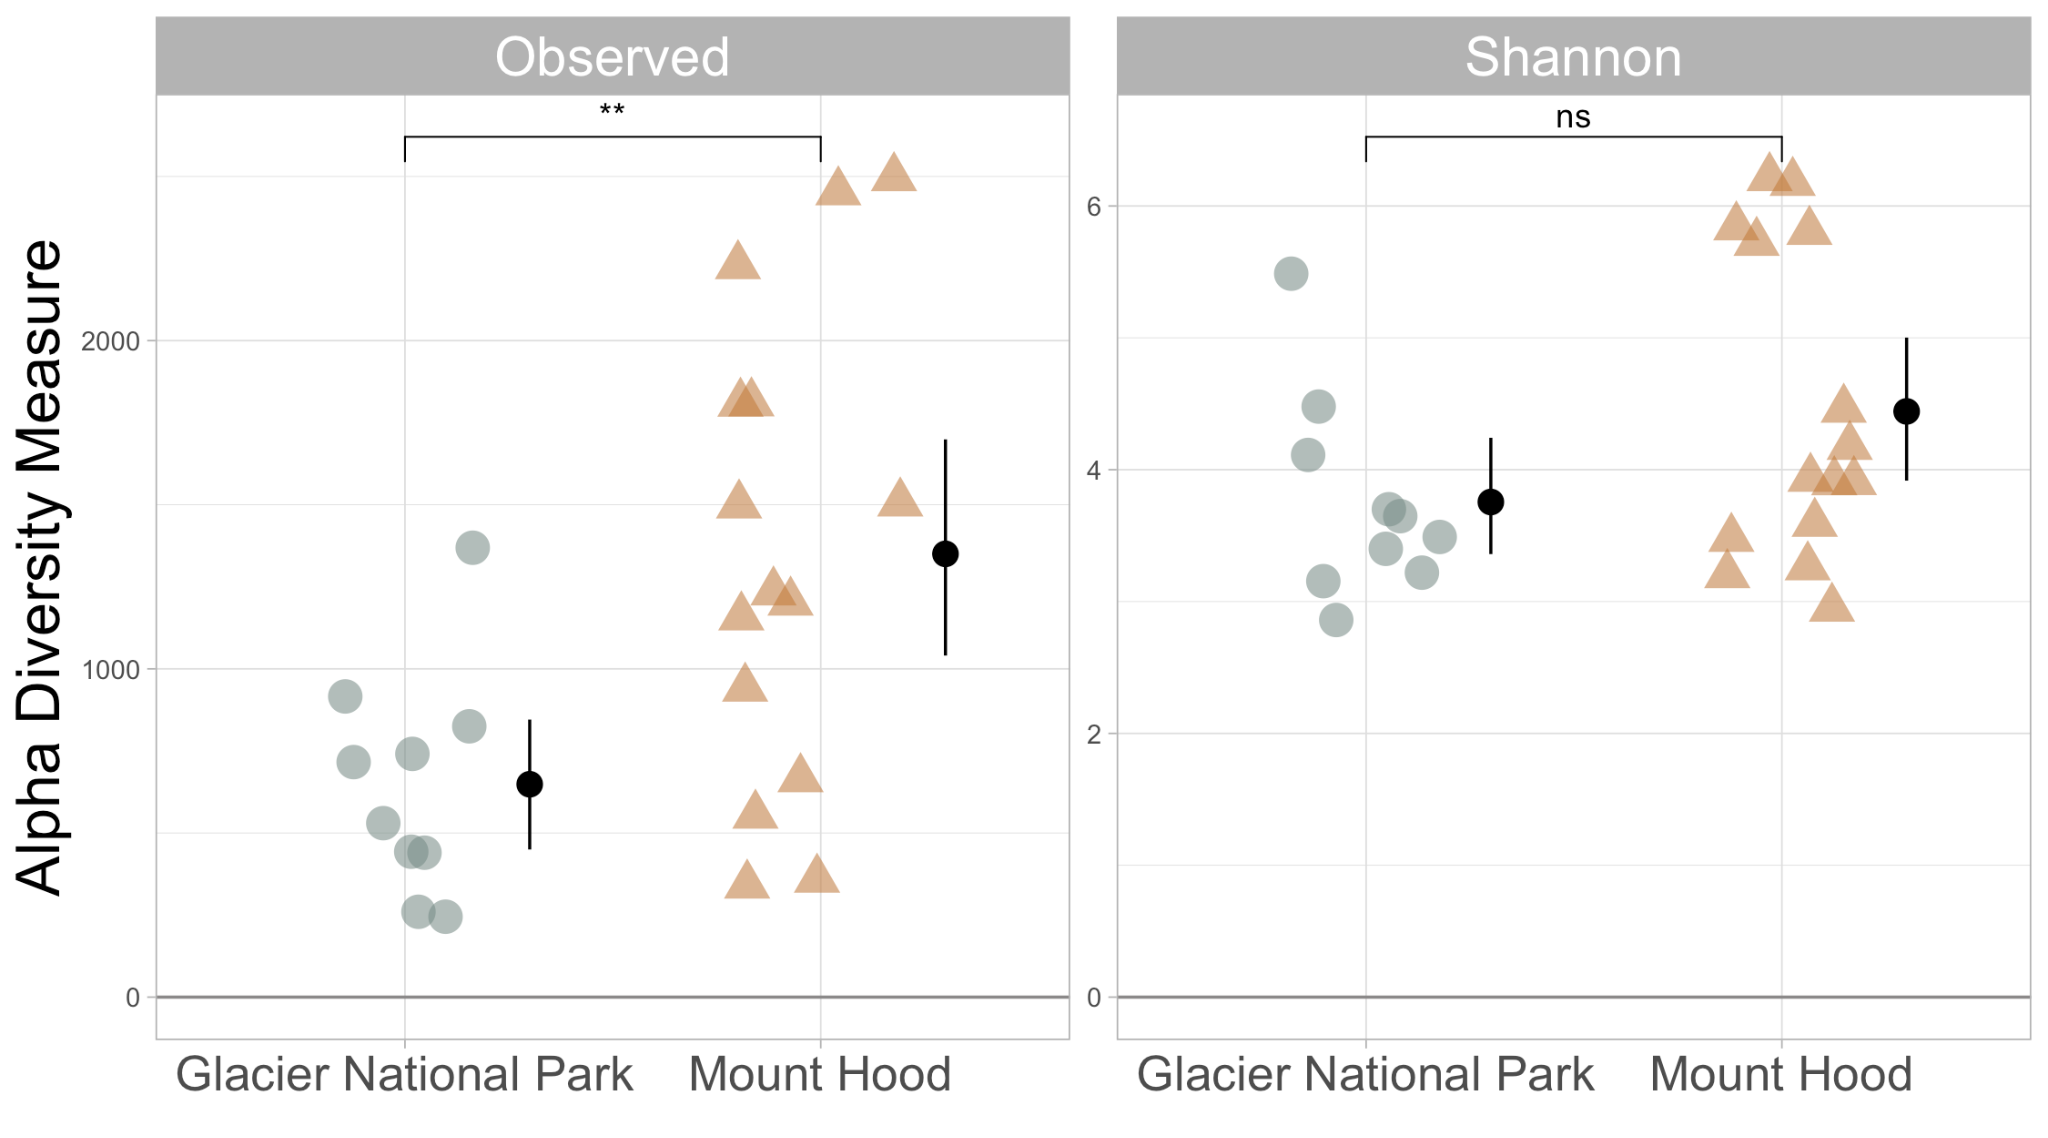 Observed
Shannon
**
ns
Alpha Diversity Measure
2000
1000
0
6
4
2
0
Glacier National Park
Mount Hood
Glacier National Park
Mount Hood